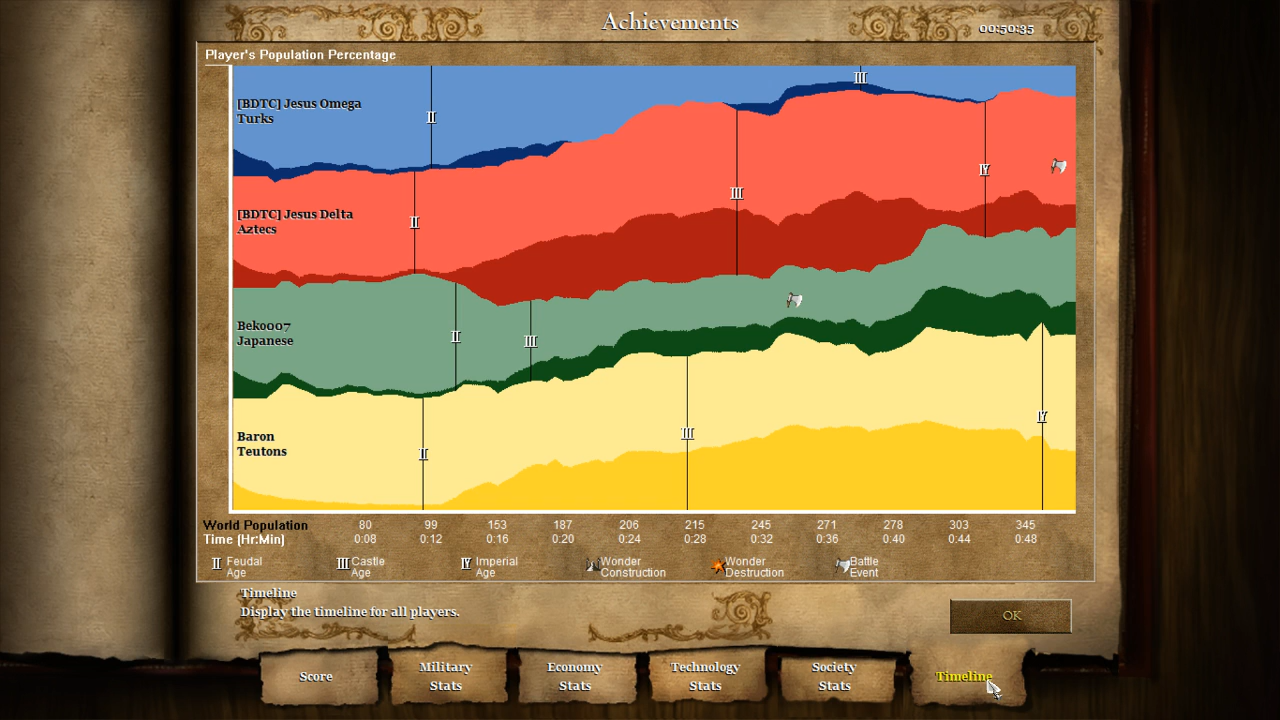 Achievements
00:50:35
Player's Population Percentage
[BDTC] Jesus Omega
Turks
II
III
[BDTC] Jesus Delta
Aztecs
II
III
IV
Beko007
Japanese
II
III
Baron
Teutons
II
III
IV
World Population 80 99 153 187 206 215 245 271 278 303 345
Time (Hr:Min) 0:08 0:12 0:16 0:20 0:24 0:28 0:32 0:36 0:40 0:44 0:48
II Feudal Age
III Castle Age
IV Imperial Age
Wonder Construction
Wonder Destruction
Battle Event
Timeline
Display the timeline for all players.
OK
Score
Military Stats
Economy Stats
Technology Stats
Society Stats
Timeline